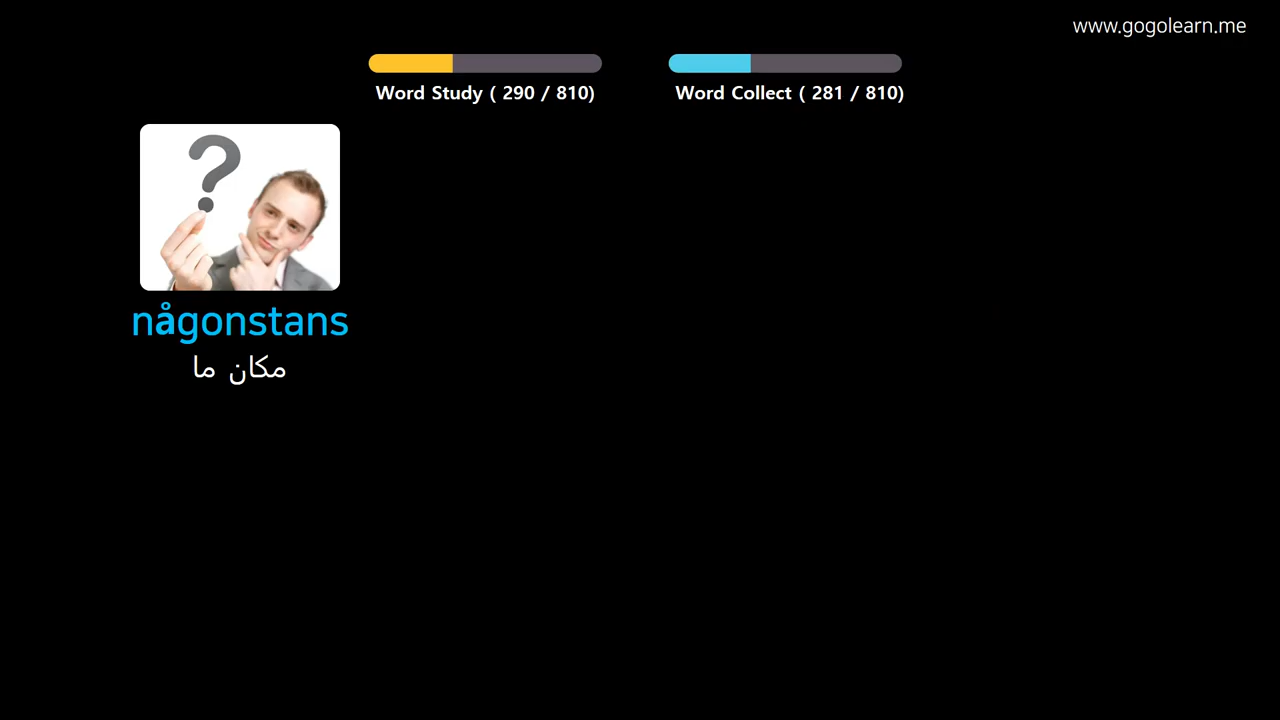 www.gogolearn.me
Word Study ( 290 / 810)
Word Collect ( 281 / 810)
någonstans
مكان ما